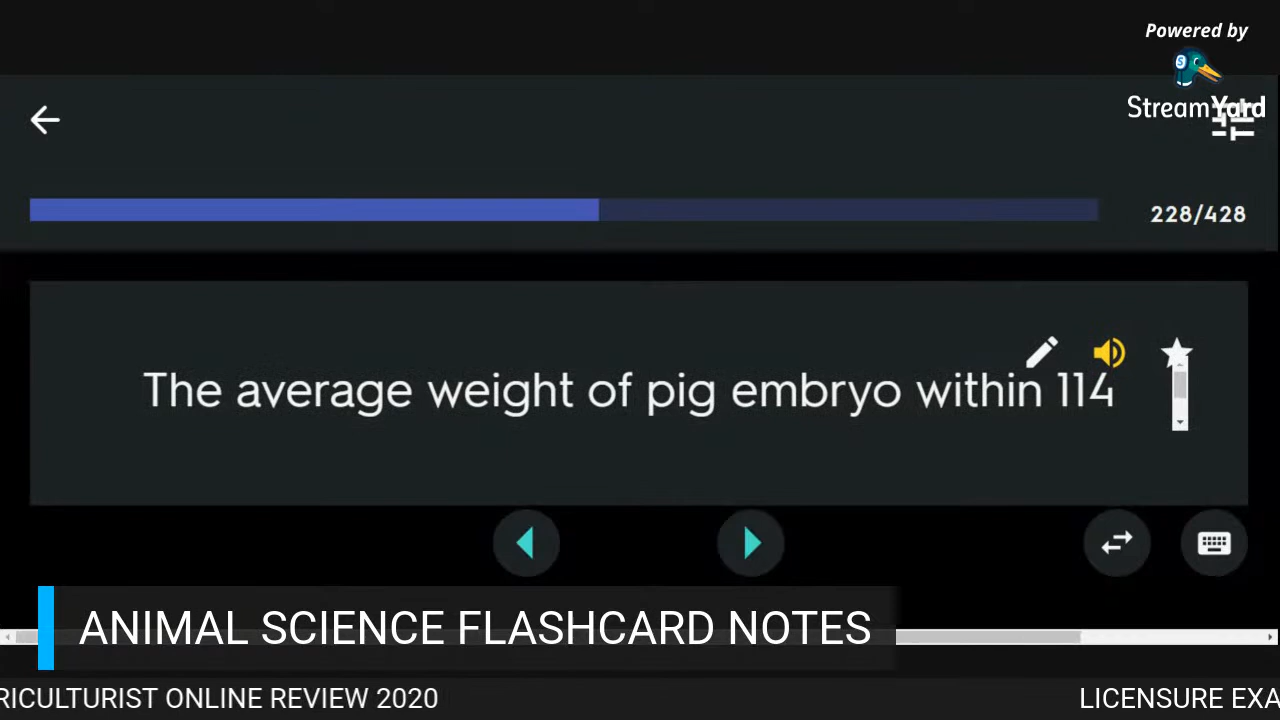 Powered by
StreamYard
228/428
The average weight of pig embryo within 114
ANIMAL SCIENCE FLASHCARD NOTES
RICULTURIST ONLINE REVIEW 2020
LICENSURE EXA